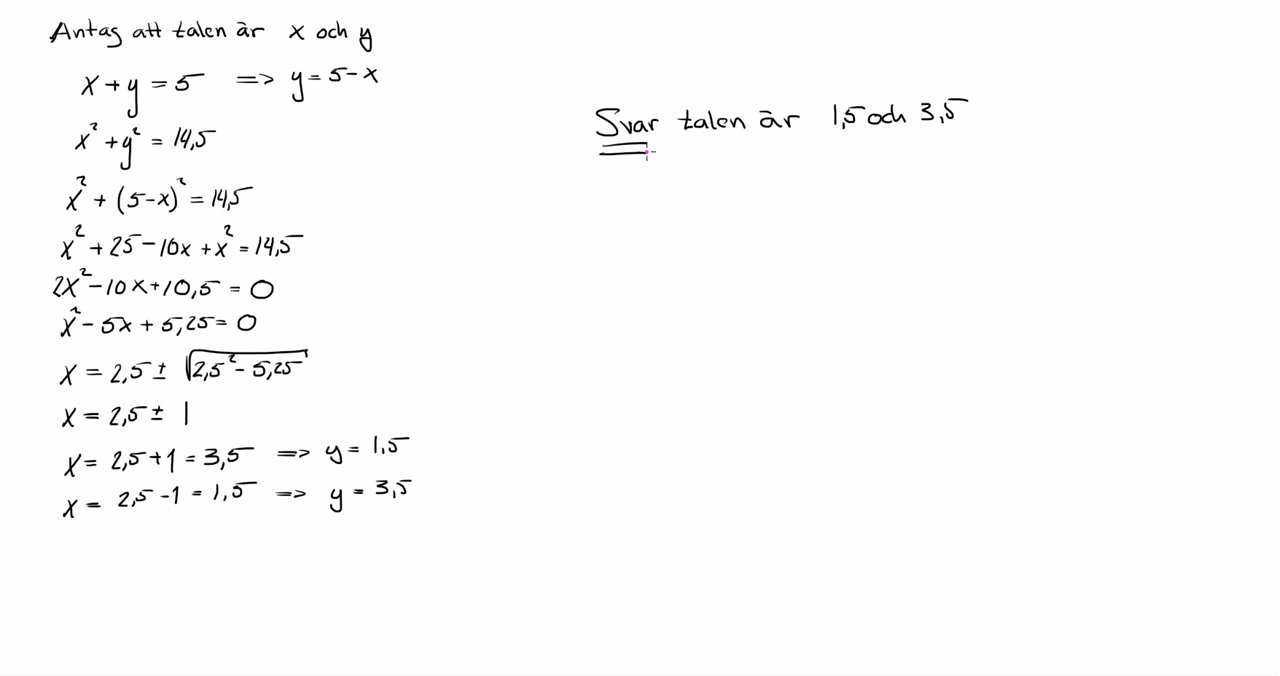 Antag att talen är x och y
x + y = 5 => y = 5 - x
x² + y² = 14,5
x² + (5-x)² = 14,5
x² + 25 - 10x + x² = 14,5
2x² - 10x + 10,5 = 0
x² - 5x + 5,25 = 0
x = 2,5 ± √(2,5² - 5,25)
x = 2,5 ± 1
x = 2,5 + 1 = 3,5 => y = 1,5
x = 2,5 - 1 = 1,5 => y = 3,5
Svar talen är 1,5 och 3,5